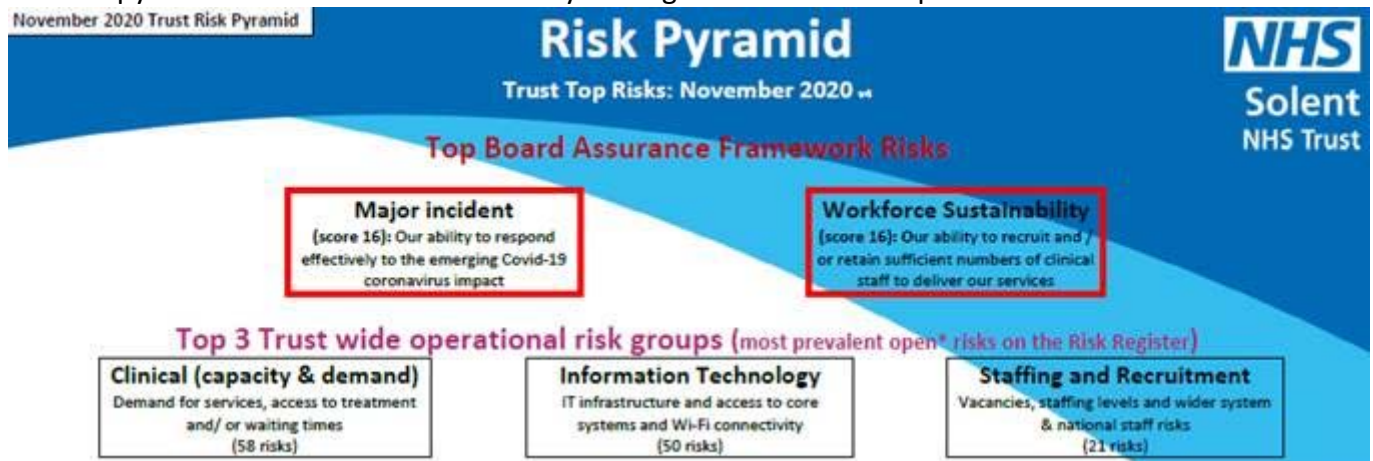 November 2020 Trust Risk Pyramid
Risk Pyramid
NHS
Trust Top Risks: November 2020 v4
Solent
NHS Trust
Top Board Assurance Framework Risks
Major incident
(score 16): Our ability to respond
effectively to the emerging Covid-19
coronavirus impact
Workforce Sustainability
(score 16): Our ability to recruit and /
or retain sufficient numbers of clinical
staff to deliver our services
Top 3 Trust wide operational risk groups (most prevalent open* risks on the Risk Register)
Clinical (capacity & demand)
Demand for services, access to treatment
and/ or waiting times
(58 risks)
Information Technology
IT infrastructure and access to core
systems and Wi-Fi connectivity
(50 risks)
Staffing and Recruitment
Vacancies, staffing levels and wider system
& national staff risks
(21 risks)